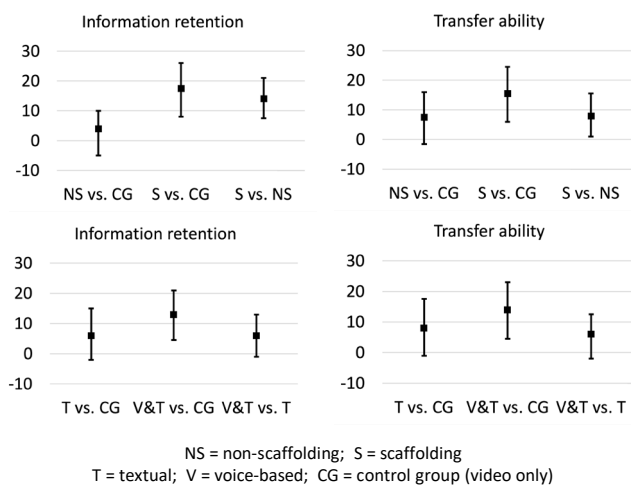 Information retention
30
20
10
0
-10
NS vs. CG S vs. CG S vs. NS
Transfer ability
30
20
10
0
-10
NS vs. CG S vs. CG S vs. NS
Information retention
30
20
10
0
-10
T vs. CG V&T vs. CG V&T vs. T
Transfer ability
30
20
10
0
-10
T vs. CG V&T vs. CG V&T vs. T
NS = non-scaffolding; S = scaffolding
T = textual; V = voice-based; CG = control group (video only)